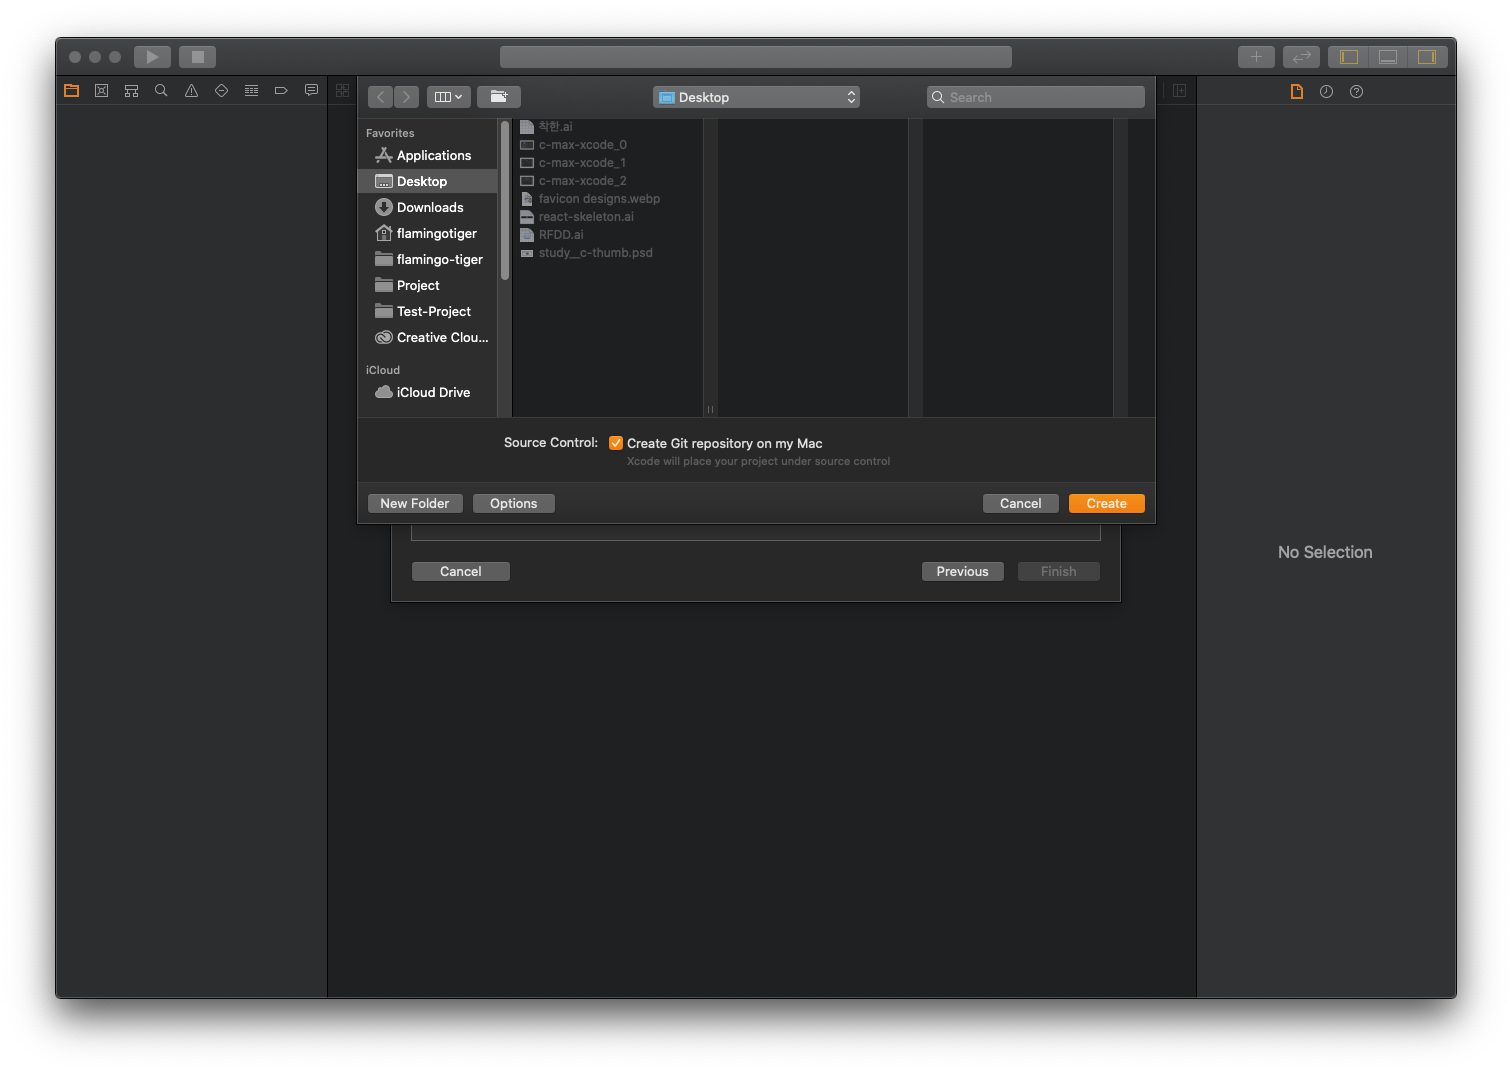 Desktop
Search
Favorites
Applications
Desktop
Downloads
flamingotiger
flamingo-tiger
Project
Test-Project
Creative Clou...
iCloud
iCloud Drive
착한.ai
c-max-xcode_0
c-max-xcode_1
c-max-xcode_2
favicon designs.webp
react-skeleton.ai
RFDD.ai
study__c-thumb.psd
Source Control: Create Git repository on my Mac
Xcode will place your project under source control
New Folder Options Cancel Create
Cancel Previous Finish
No Selection